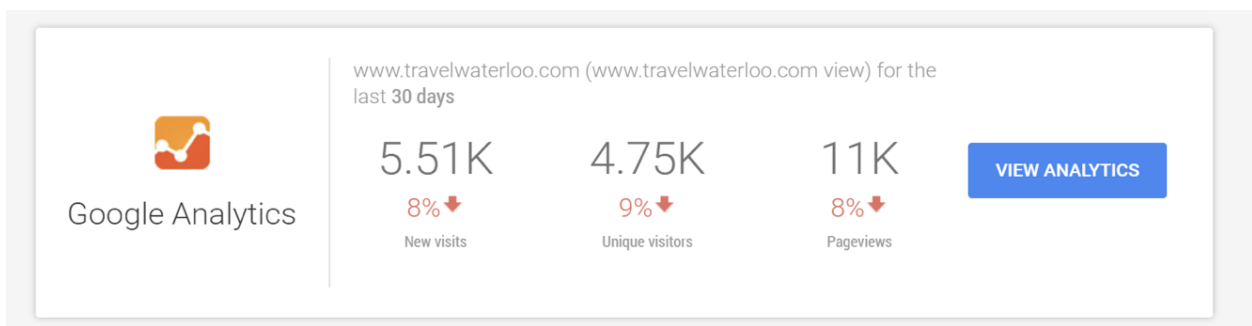 www.travelwaterloo.com (www.travelwaterloo.com view) for the
last 30 days
5.51K 4.75K 11K
8% 9% 8%
New visits Unique visitors Pageviews
VIEW ANALYTICS
Google Analytics